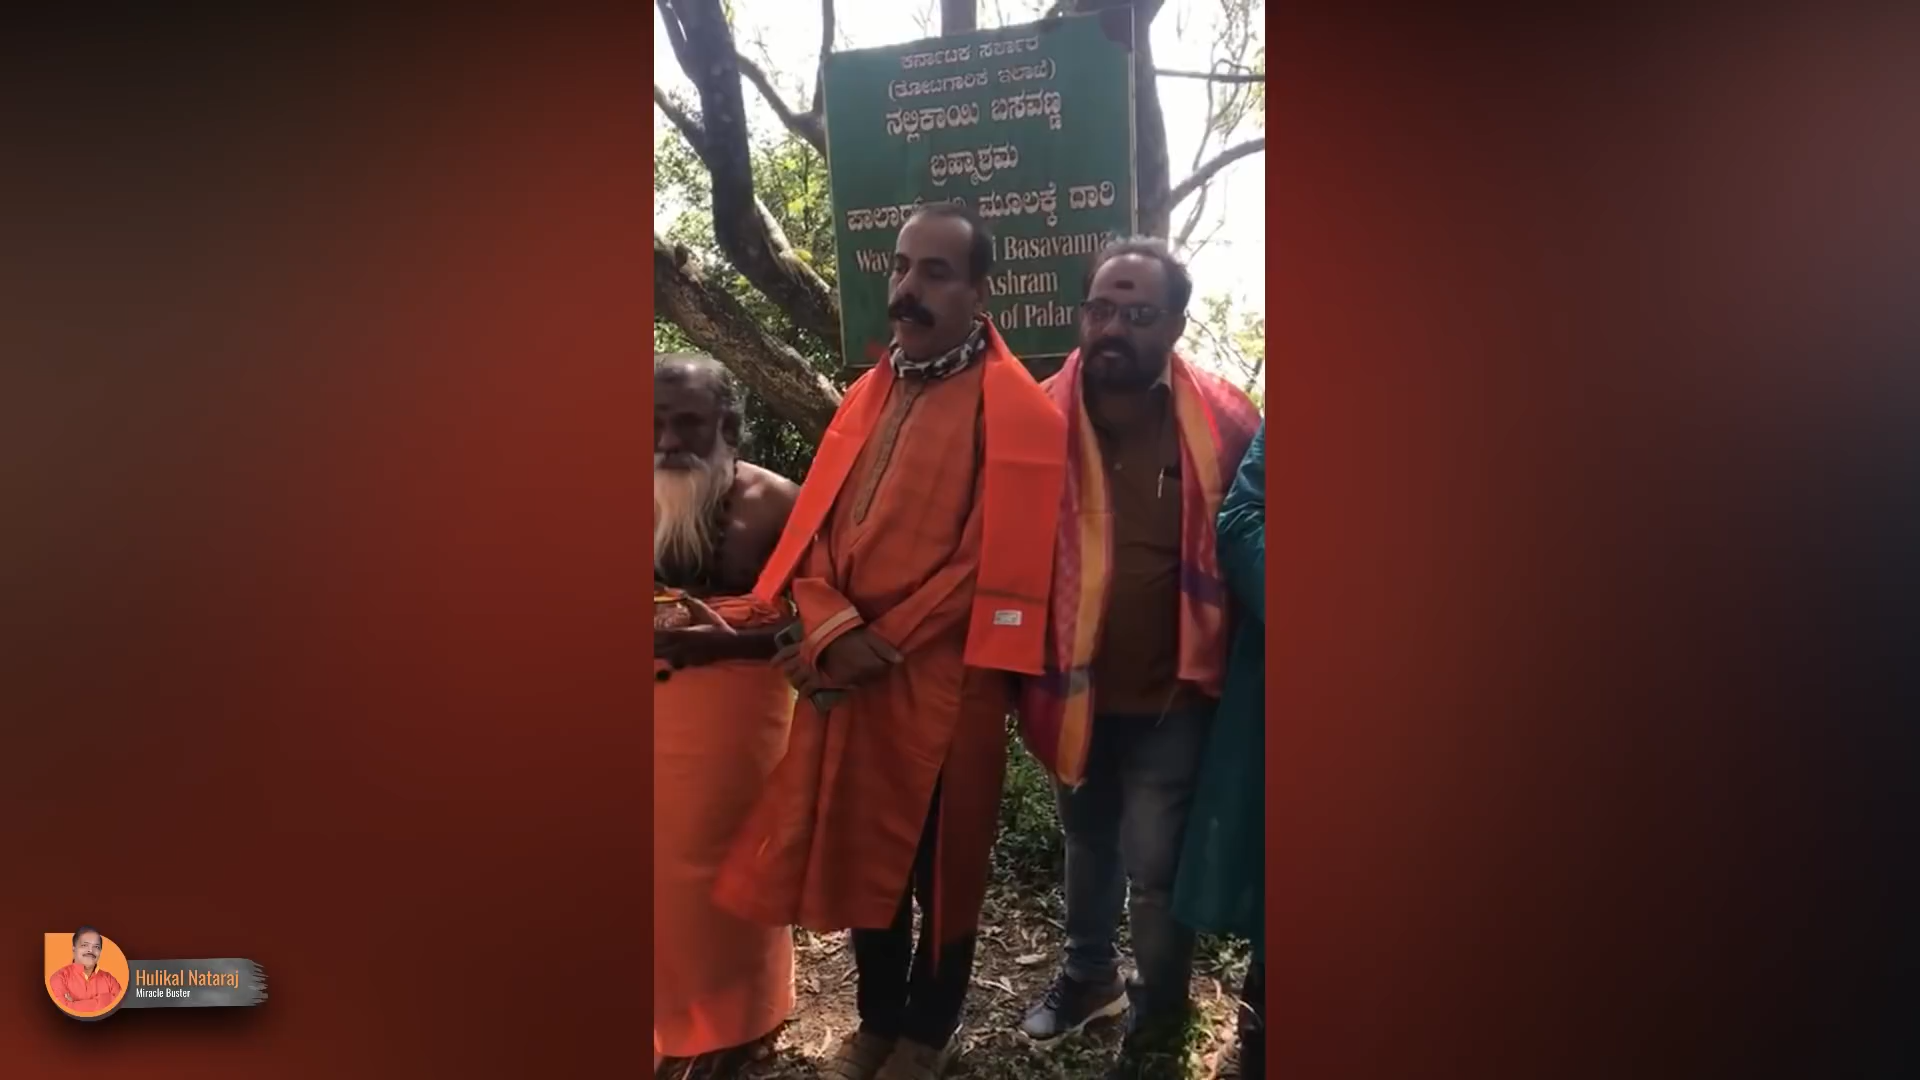 ಕರ್ನಾಟಕ ಸರ್ಕಾರ
(ತೋಟಗಾರಿಕೆ ಇಲಾಖೆ)
ನಲ್ಲಿಕಾಯಿ ಬಸವಣ್ಣ
ಬ್ರಹ್ಮಾಶ್ರಮ
ಮೂಲಕ್ಕೆ ದಾರಿ
Way Basavanna
Ashram
of Palar
Hulikal Nataraj
Miracle Buster